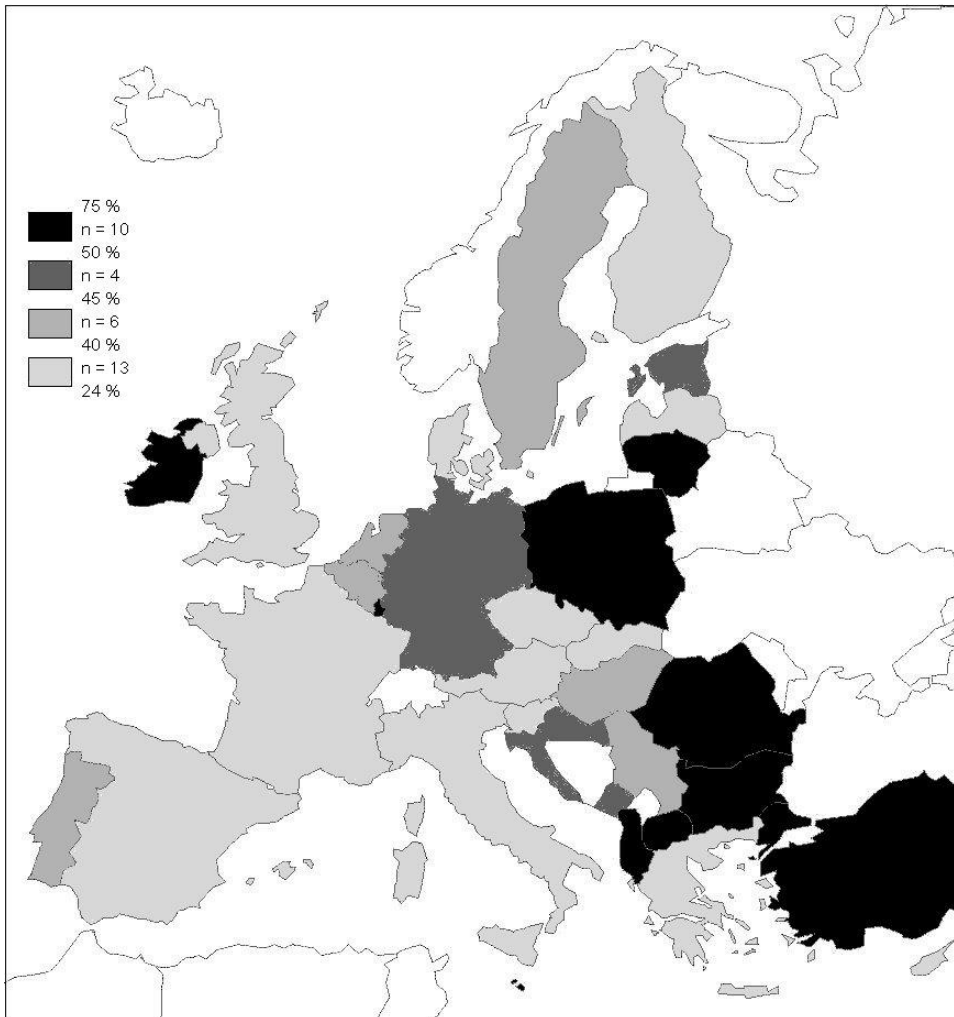 75 %
n = 10
50 %
n = 4
45 %
n = 6
40 %
n = 13
24 %